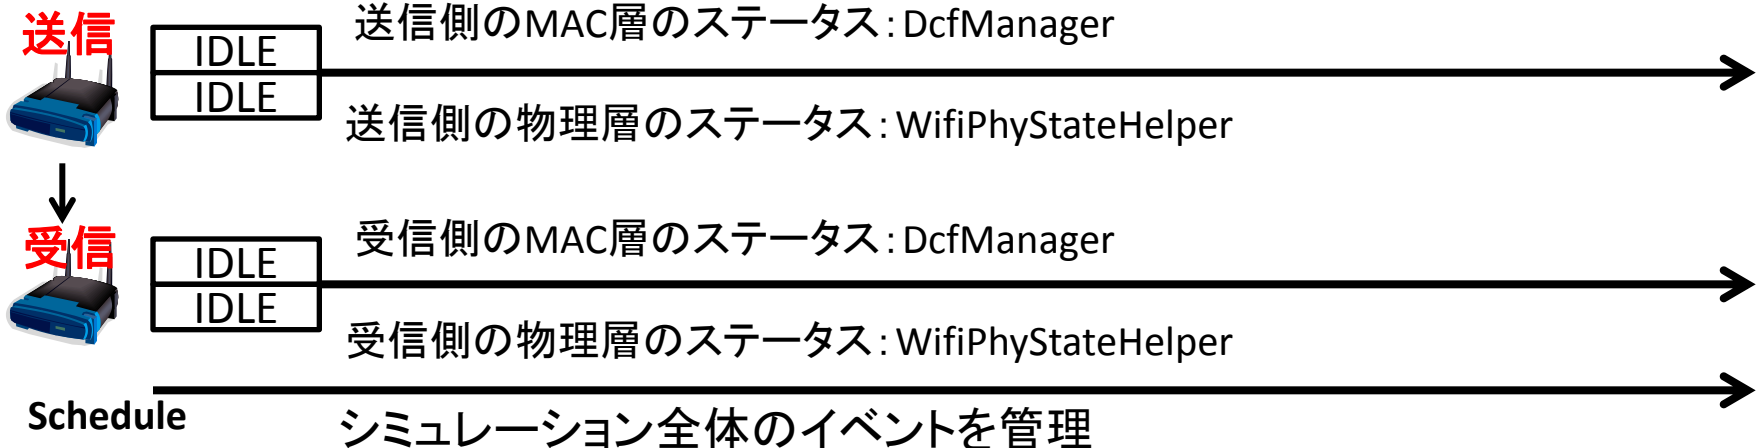 送信
IDLE
IDLE
送信側のMAC層のステータス:DcfManager
送信側の物理層のステータス:WifiPhyStateHelper
受信
IDLE
IDLE
受信側のMAC層のステータス:DcfManager
受信側の物理層のステータス:WifiPhyStateHelper
Schedule
シミュレーション全体のイベントを管理